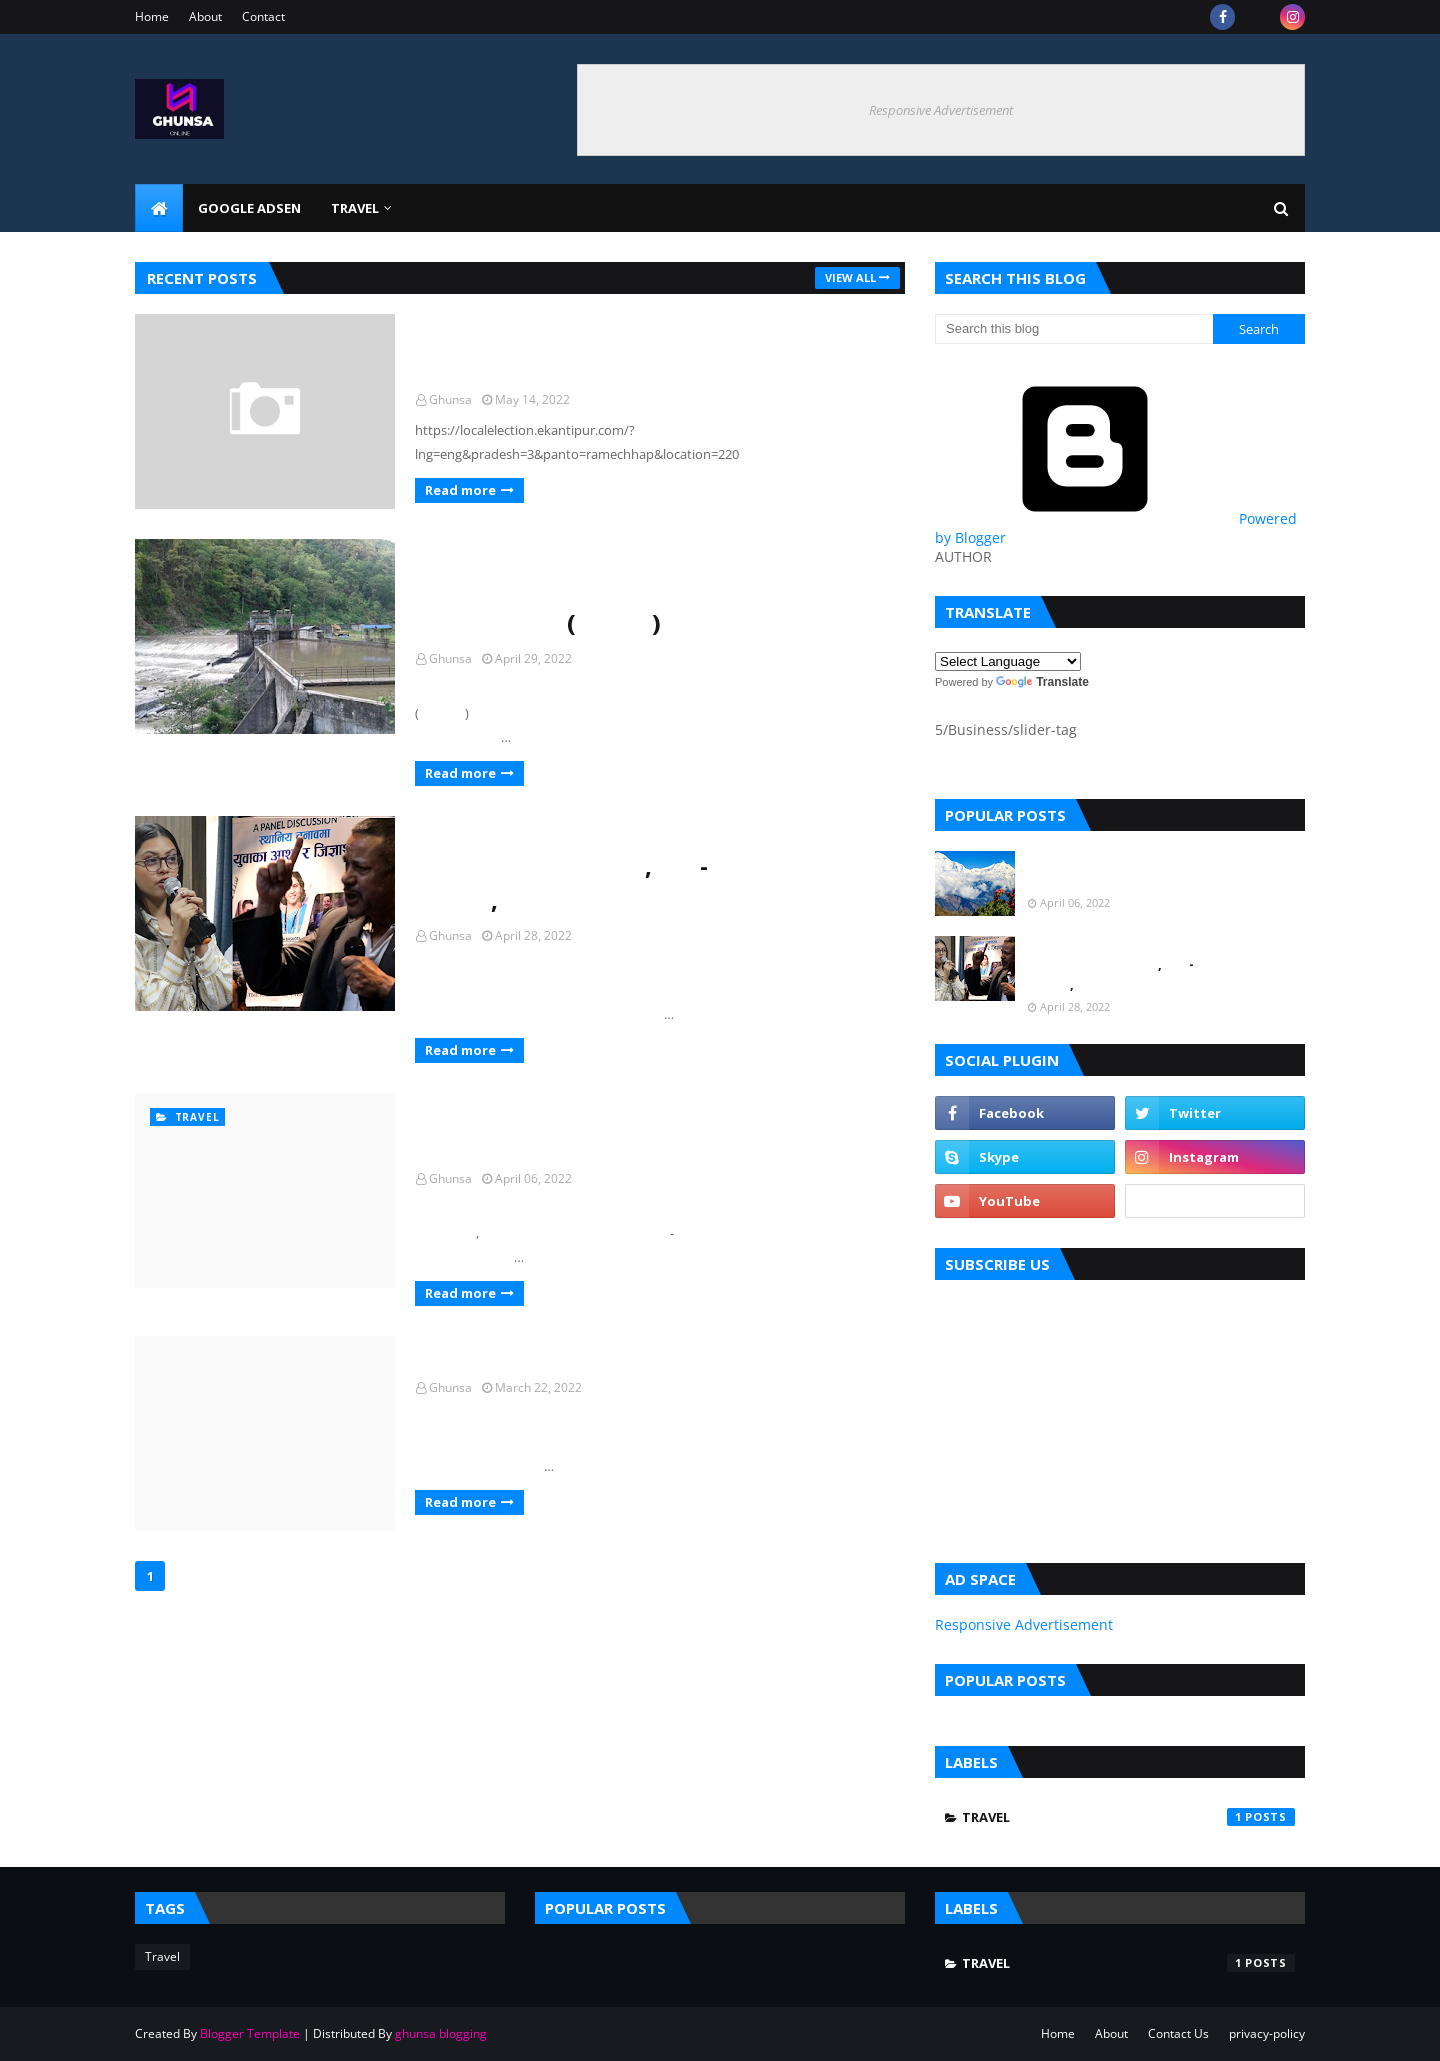 Home About Contact
GHUNSA
ONLINE
Responsive Advertisement
GOOGLE ADSEN TRAVEL
RECENT POSTS
VIEW ALL
Ghunsa May 14, 2022
https://localelection.ekantipur.com/?
lng=eng&pradesh=3&panto=ramechhap&location=220
Read more
( )
Ghunsa April 29, 2022
( )
...
Read more
A PANEL DISCUSSION
स्थानिय चुनावमा
, -
,
Ghunsa April 28, 2022
...
Read more
TRAVEL
Ghunsa April 06, 2022
, -
...
Read more
Ghunsa March 22, 2022
...
Read more
1
SEARCH THIS BLOG
Search this blog
Search
Powered
by Blogger
AUTHOR
TRANSLATE
Select Language
Powered by Google Translate
5/Business/slider-tag
POPULAR POSTS
April 06, 2022
, -
,
April 28, 2022
SOCIAL PLUGIN
Facebook Twitter
Skype Instagram
YouTube
SUBSCRIBE US
AD SPACE
Responsive Advertisement
POPULAR POSTS
LABELS
TRAVEL 1 POSTS
TAGS
Travel
POPULAR POSTS
LABELS
TRAVEL 1 POSTS
Created By Blogger Template | Distributed By ghunsa blogging
Home About Contact Us privacy-policy